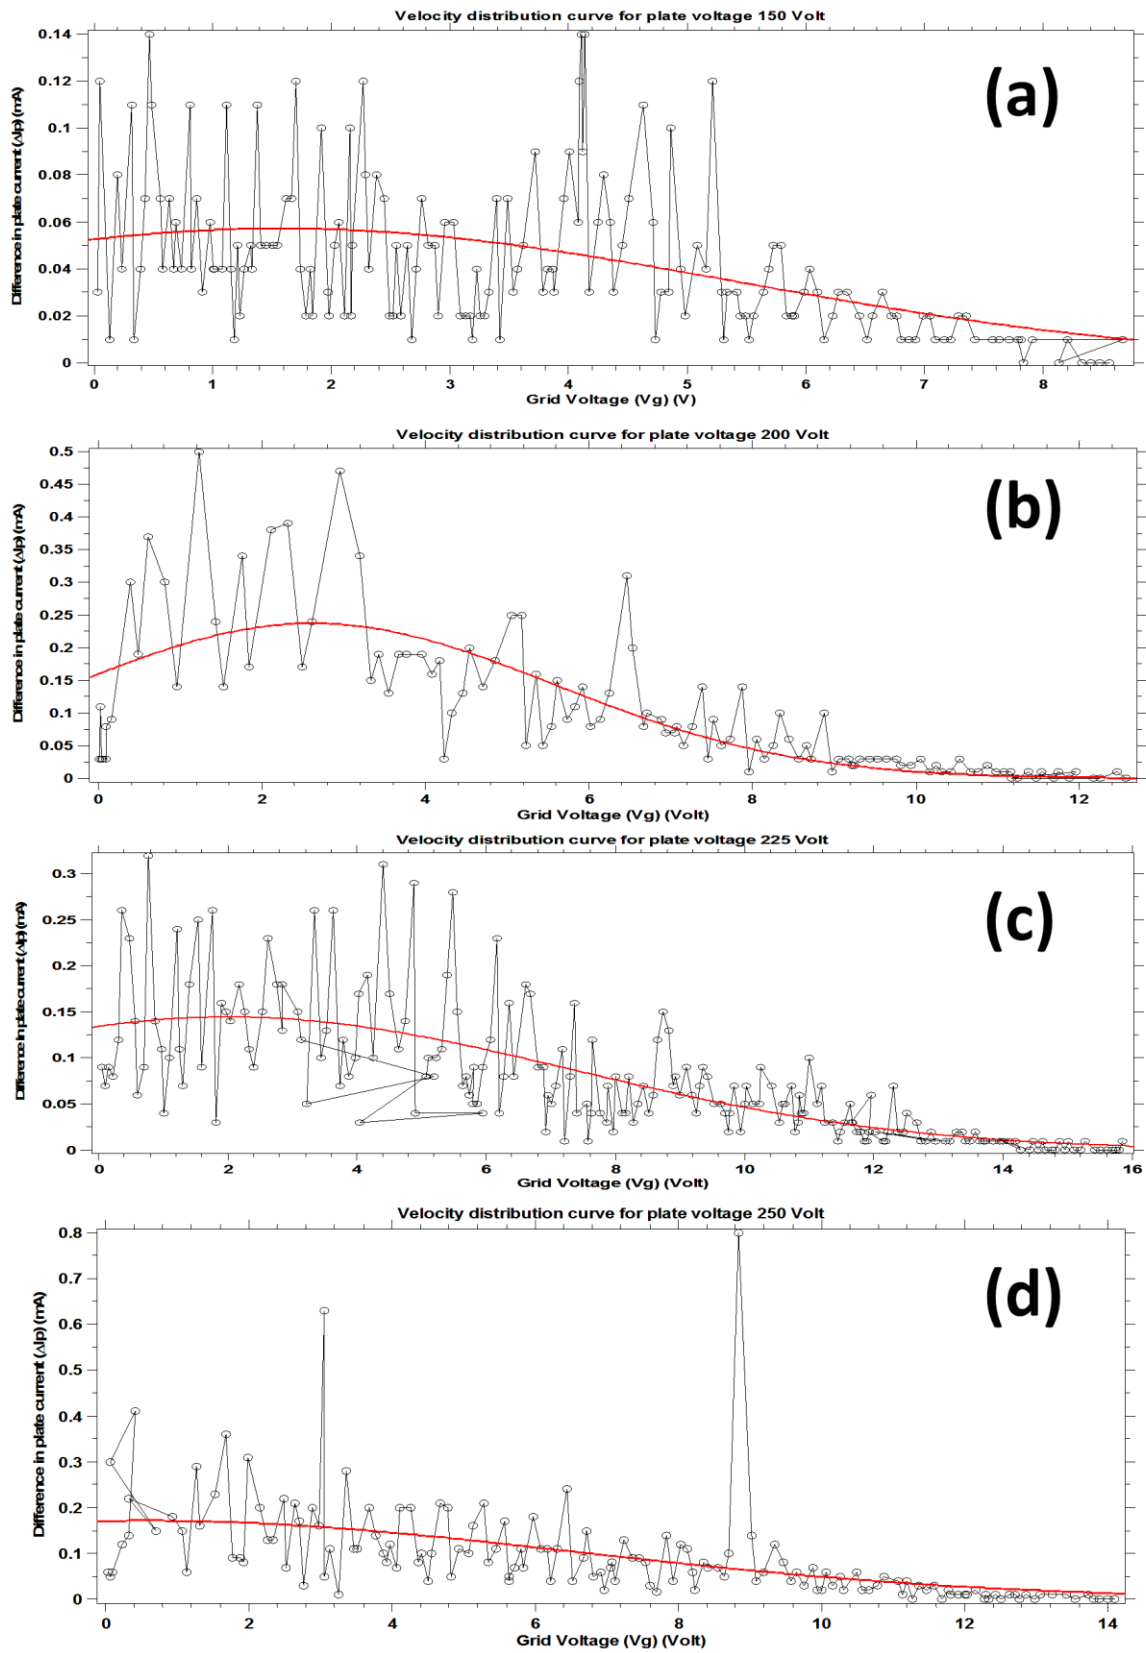 Velocity distribution curve for plate voltage 150 Volt
(a)
Difference in plate current (ΔIp) (mA)
0.14
0.12
0.1
0.08
0.06
0.04
0.02
0
0 1 2 3 4 5 6 7 8
Grid Voltage (Vg) (V)
Velocity distribution curve for plate voltage 200 Volt
(b)
Difference in plate current (ΔIp) (mA)
0.5
0.45
0.4
0.35
0.3
0.25
0.2
0.15
0.1
0.05
0
0 2 4 6 8 10 12
Grid Voltage (Vg) (Volt)
Velocity distribution curve for plate voltage 225 Volt
(c)
Difference in plate current (ΔIp) (mA)
0.3
0.25
0.2
0.15
0.1
0.05
0
0 2 4 6 8 10 12 14 16
Grid Voltage (Vg) (Volt)
Velocity distribution curve for plate voltage 250 Volt
(d)
Difference in plate current (ΔIp) (mA)
0.8
0.7
0.6
0.5
0.4
0.3
0.2
0.1
0
0 2 4 6 8 10 12 14
Grid Voltage (Vg) (Volt)